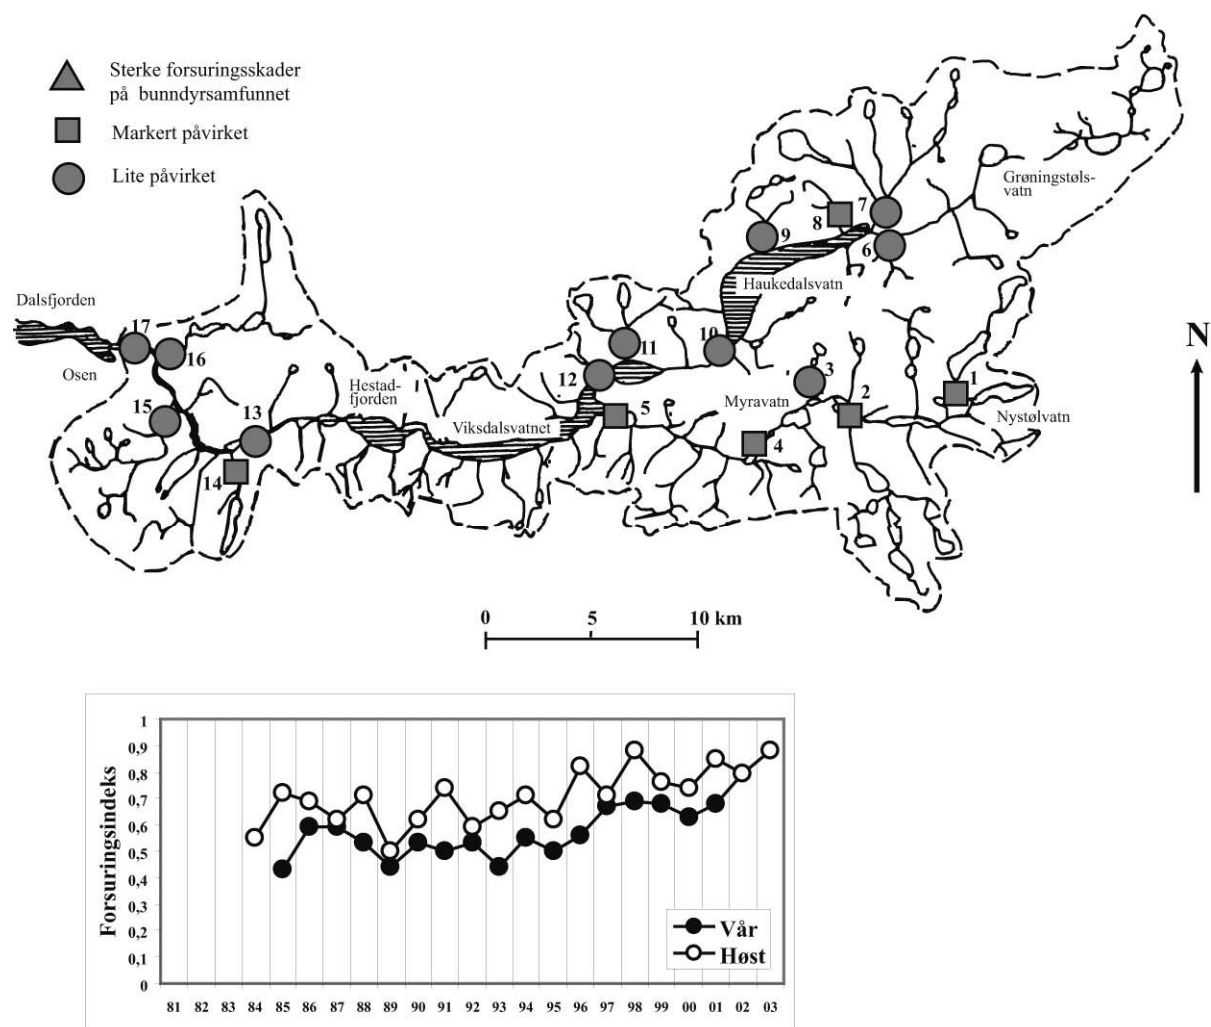 Sterke forsuringsskader
på bunndyrsamfunnet
Markert påvirket
Lite påvirket
Grøningstøls-
vatn
7
8
9
6
Haukedalsvatn
Dalsfjorden
17
16
Osen
10
11
12
3
N
Hestad-
fjorden
Myravatn
2
1
15
13
Viksdalsvatnet
5
4
Nystølvatn
14
0 5 10 km
Forsuringsindeks
1
0,9
0,8
0,7
0,6
0,5
0,4
0,3
0,2
0,1
0
Vår
Høst
81 82 83 84 85 86 87 88 89 90 91 92 93 94 95 96 97 98 99 00 01 02 03